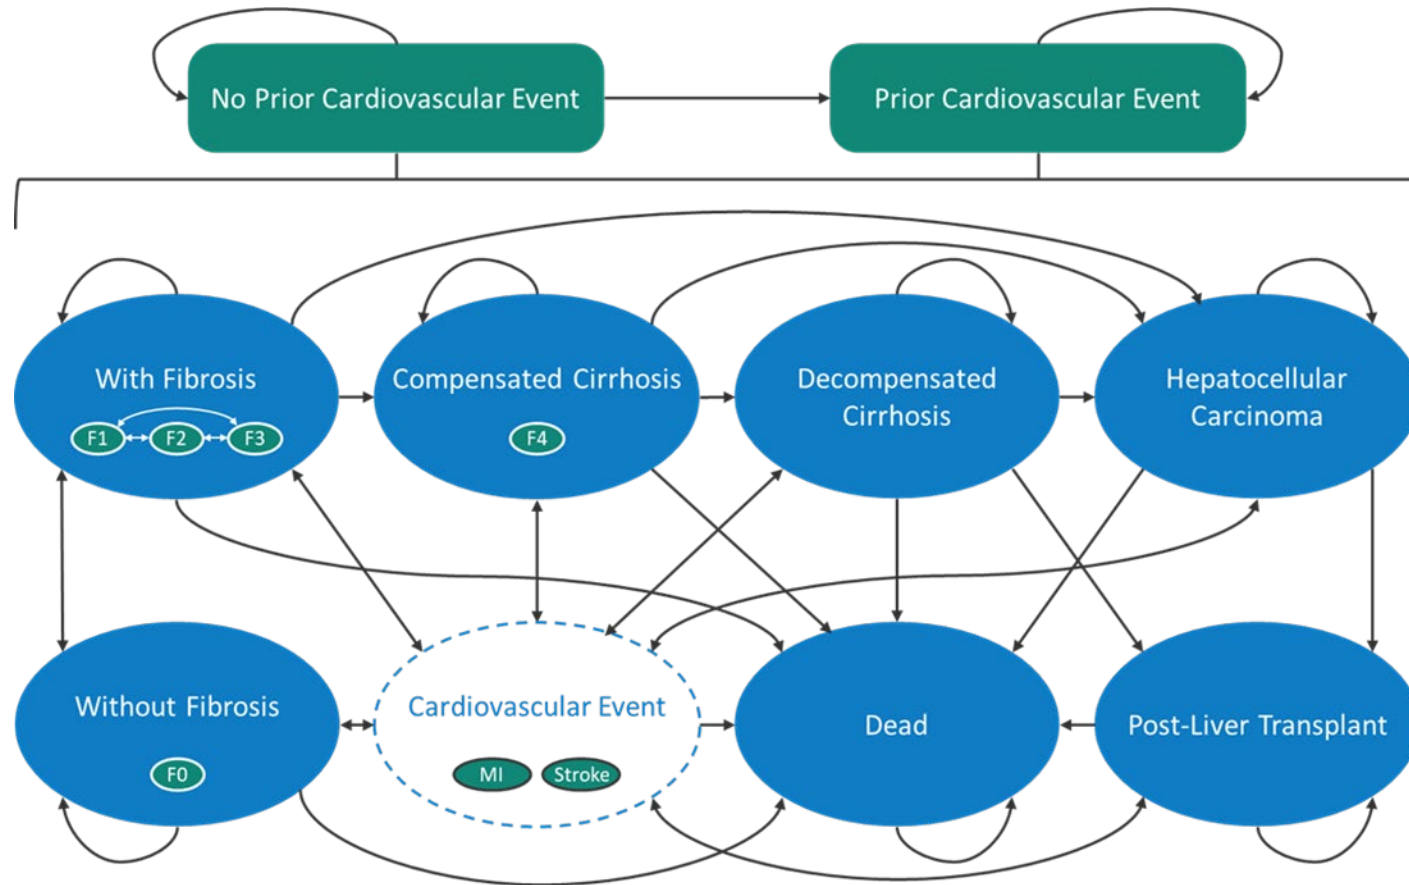 No Prior Cardiovascular Event
Prior Cardiovascular Event
With Fibrosis
F1
F2
F3
Compensated Cirrhosis
F4
Decompensated
Cirrhosis
Hepatocellular
Carcinoma
Without Fibrosis
F0
Cardiovascular Event
MI
Stroke
Dead
Post-Liver Transplant